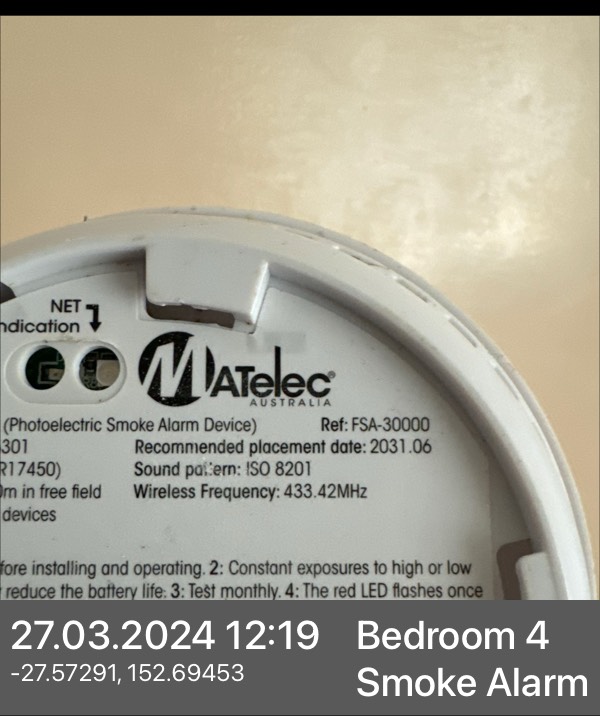 NET
ndication
MATelec®
AUSTRALIA
(Photoelectric Smoke Alarm Device) Ref: FSA-30000
301 Recommended placement date: 2031.06
R17450) Sound pattern: ISO 8201
0m in free field Wireless Frequency: 433.42MHz
devices
fore installing and operating. 2: Constant exposures to high or low
reduce the battery life: 3: Test monthly. 4: The red LED flashes once
27.03.2024 12:19 Bedroom 4
-27.57291, 152.69453 Smoke Alarm